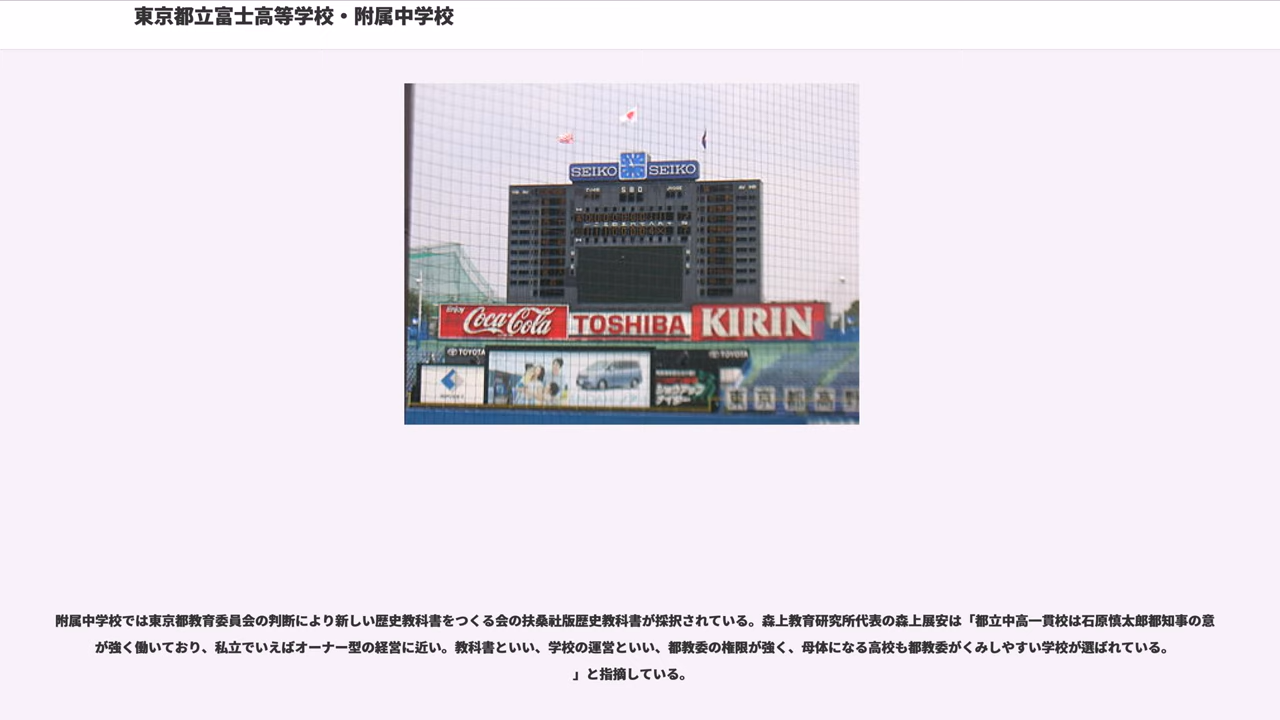 東京都立富士高等学校・附属中学校
SEIKO SEIKO
S B O
Enjoy Coca-Cola TOSHIBA KIRIN
TOYOTA TOYOTA
東京都高野
附属中学校では東京都教育委員会の判断により新しい歴史教科書をつくる会の扶桑社版歴史教科書が採択されている。森上教育研究所代表の森上展安は「都立中高一貫校は石原慎太郎都知事の意
が強く働いており、私立でいえばオーナー型の経営に近い。教科書といい、学校の運営といい、都教委の権限が強く、母体になる高校も都教委がくみしやすい学校が選ばれている。
」と指摘している。